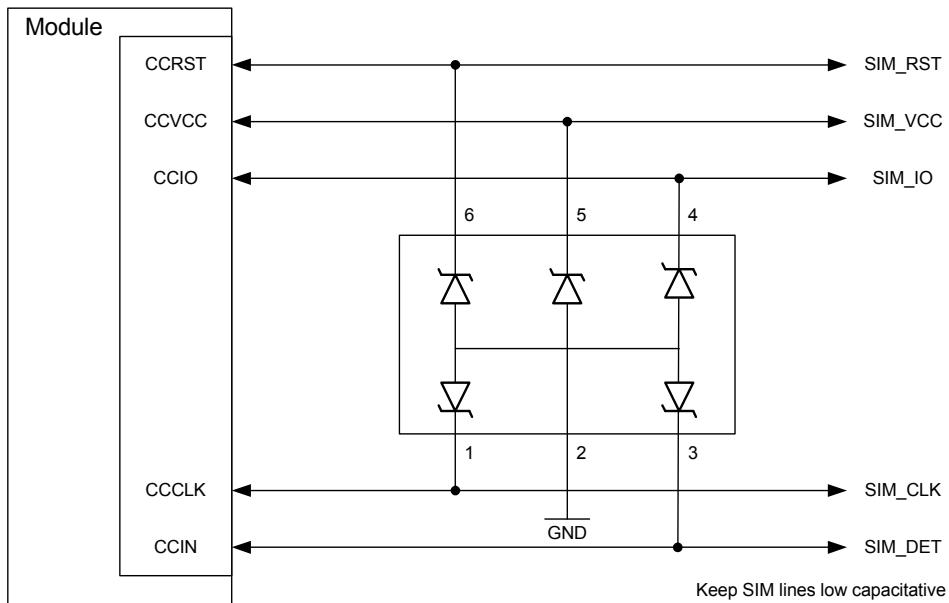 Module
CCRST
SIM_RST
CCVCC
SIM_VCC
CCIO
SIM_IO
6
5
4
1
2
3
CCCLK
SIM_CLK
GND
CCIN
SIM_DET
Keep SIM lines low capacitative